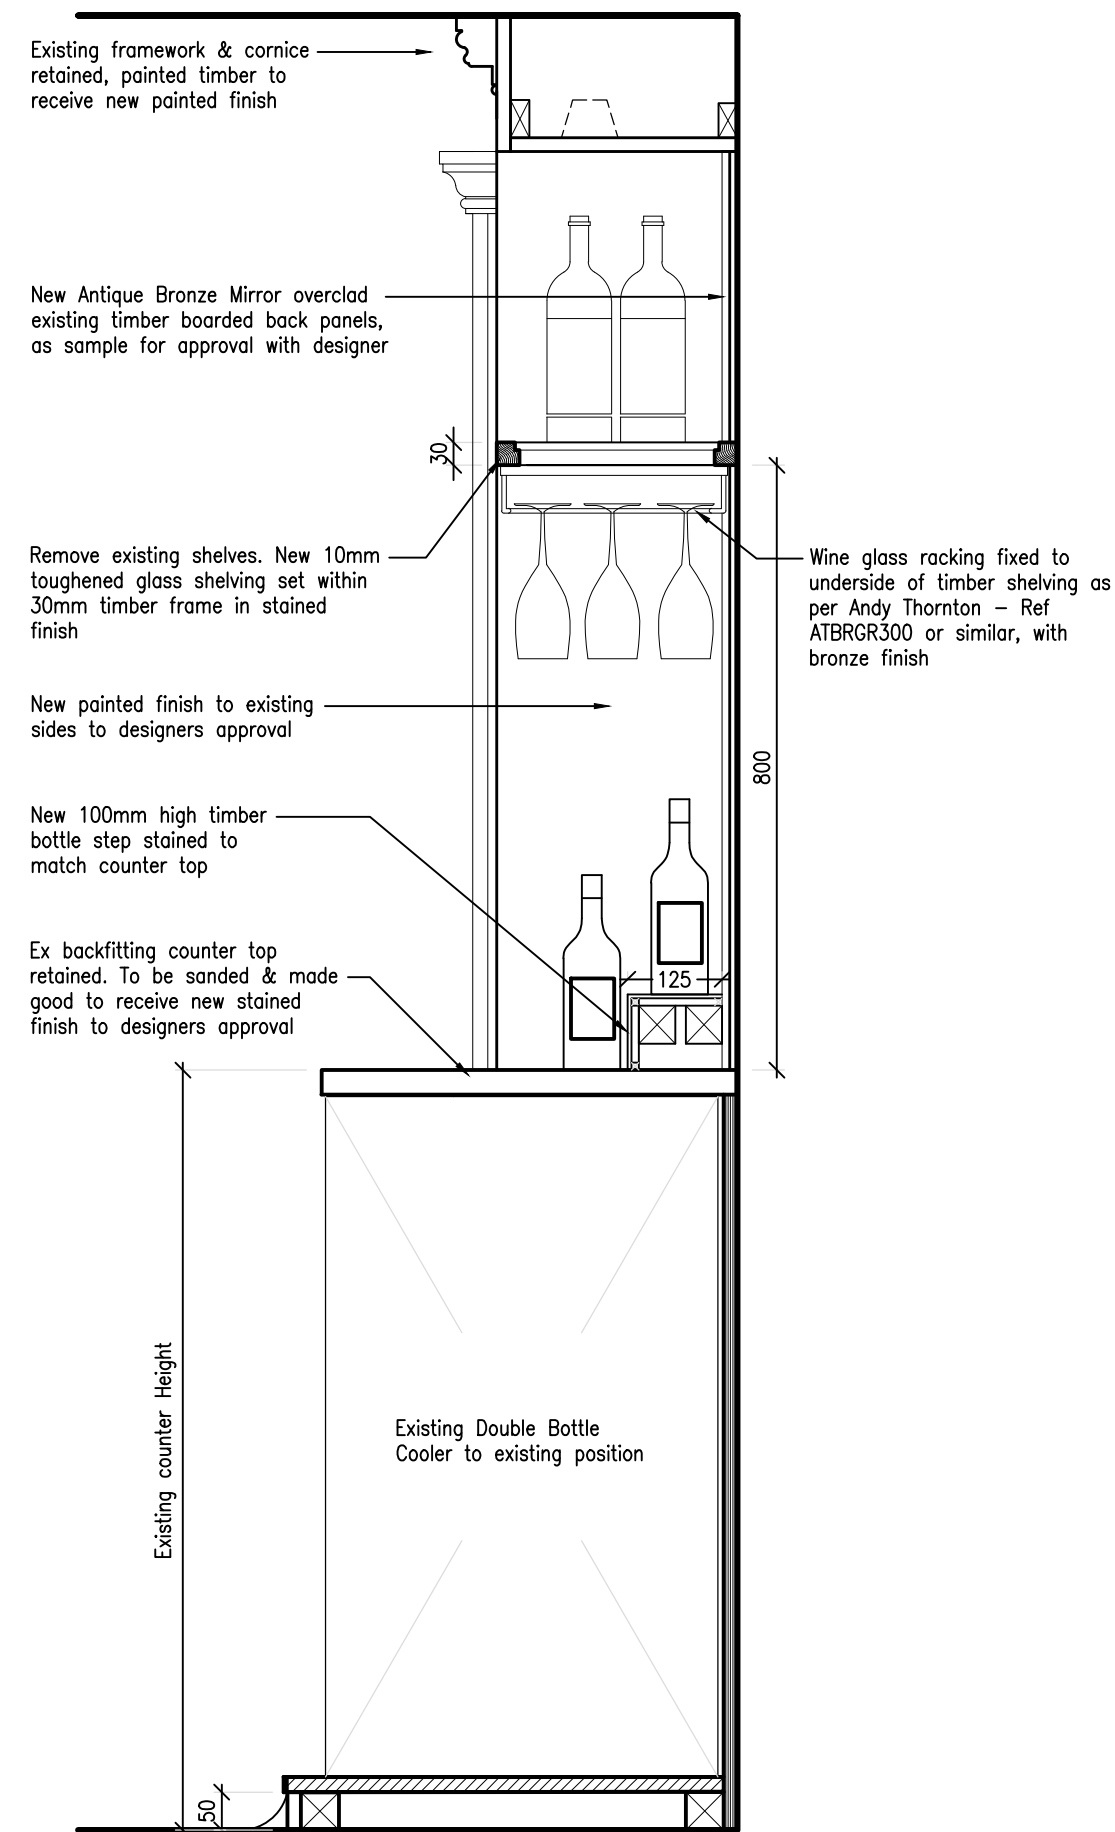 Existing framework & cornice
retained, painted timber to
receive new painted finish
New Antique Bronze Mirror overclad
existing timber boarded back panels,
as sample for approval with designer
30
Remove existing shelves. New 10mm
toughened glass shelving set within
30mm timber frame in stained
finish
Wine glass racking fixed to
underside of timber shelving as
per Andy Thornton – Ref
ATBRGR300 or similar, with
bronze finish
New painted finish to existing
sides to designers approval
800
New 100mm high timber
bottle step stained to
match counter top
Ex backfitting counter top
retained. To be sanded & made
good to receive new stained
finish to designers approval
125
Existing counter Height
Existing Double Bottle
Cooler to existing position
50